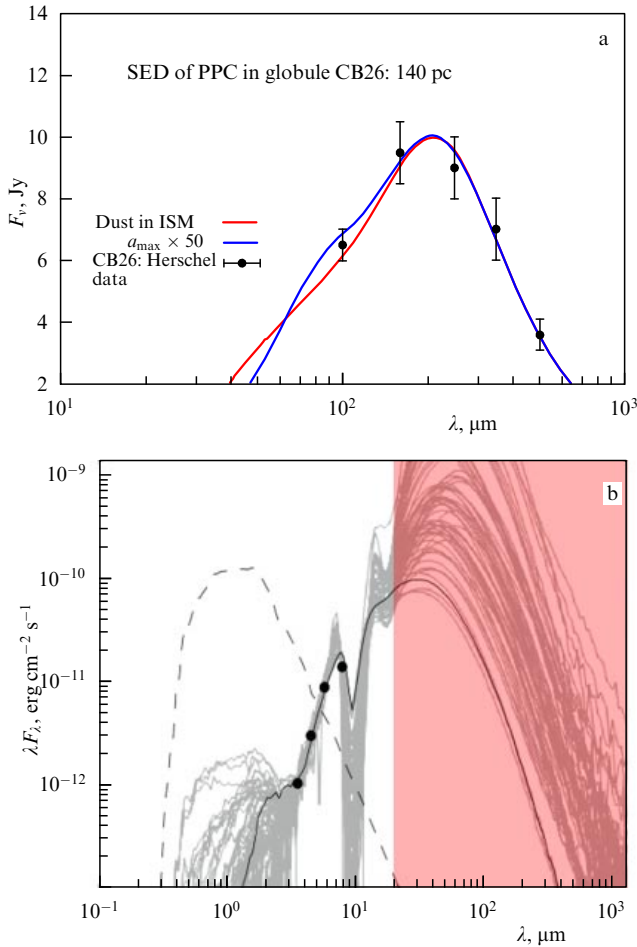 14
a
12
SED of PPC in globule CB26: 140 pc
10
F_ν, Jy
8
Dust in ISM
a_max × 50
6
CB26: Herschel
data
4
2
10^1
10^2
10^3
λ, μm
10^-9
b
10^-10
λF_λ, erg cm^-2 s^-1
10^-11
10^-12
10^-1
10^0
10^1
10^2
10^3
λ, μm